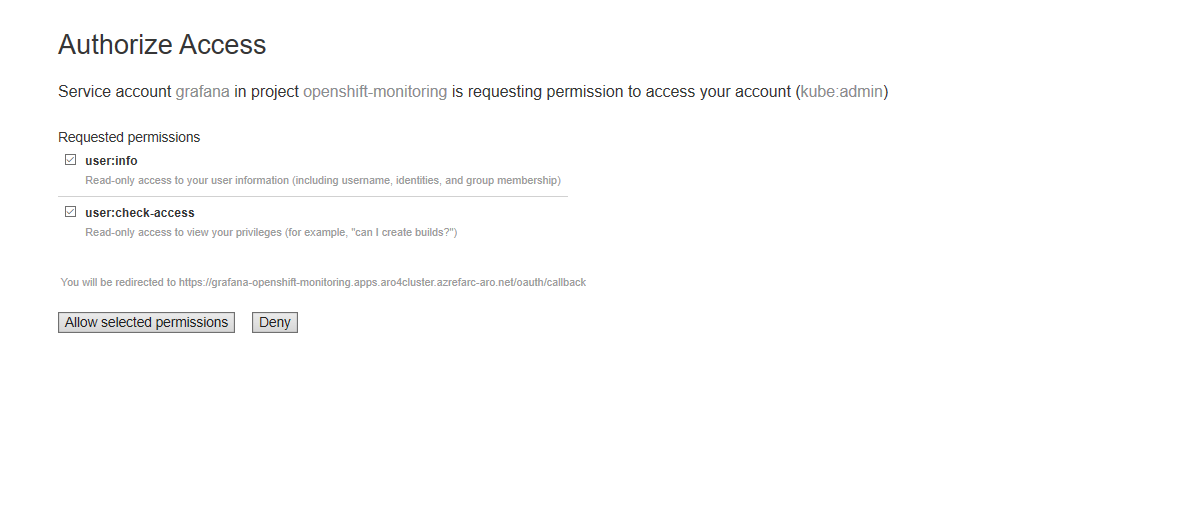 Authorize Access
Service account grafana in project openshift-monitoring is requesting permission to access your account (kube:admin)
Requested permissions
user:info
Read-only access to your user information (including username, identities, and group membership)
user:check-access
Read-only access to view your privileges (for example, "can I create builds?")
You will be redirected to https://grafana-openshift-monitoring.apps.aro4cluster.azrefarc-aro.net/oauth/callback
Allow selected permissions Deny